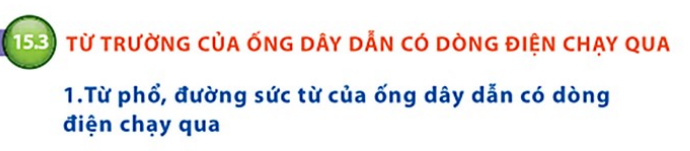 15.3 TỪ TRƯỜNG CỦA ỐNG DÂY DẪN CÓ DÒNG ĐIỆN CHẠY QUA
1.Từ phổ, đường sức từ của ống dây dẫn có dòng
điện chạy qua